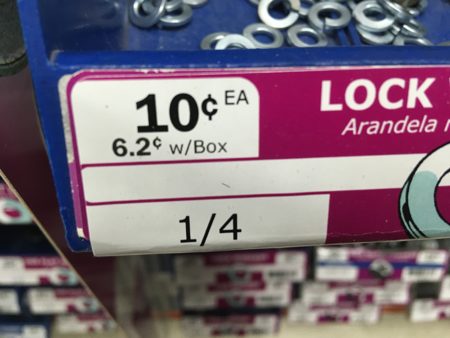 10¢ EA
6.2¢ w/Box
LOCK
Arandela
1/4